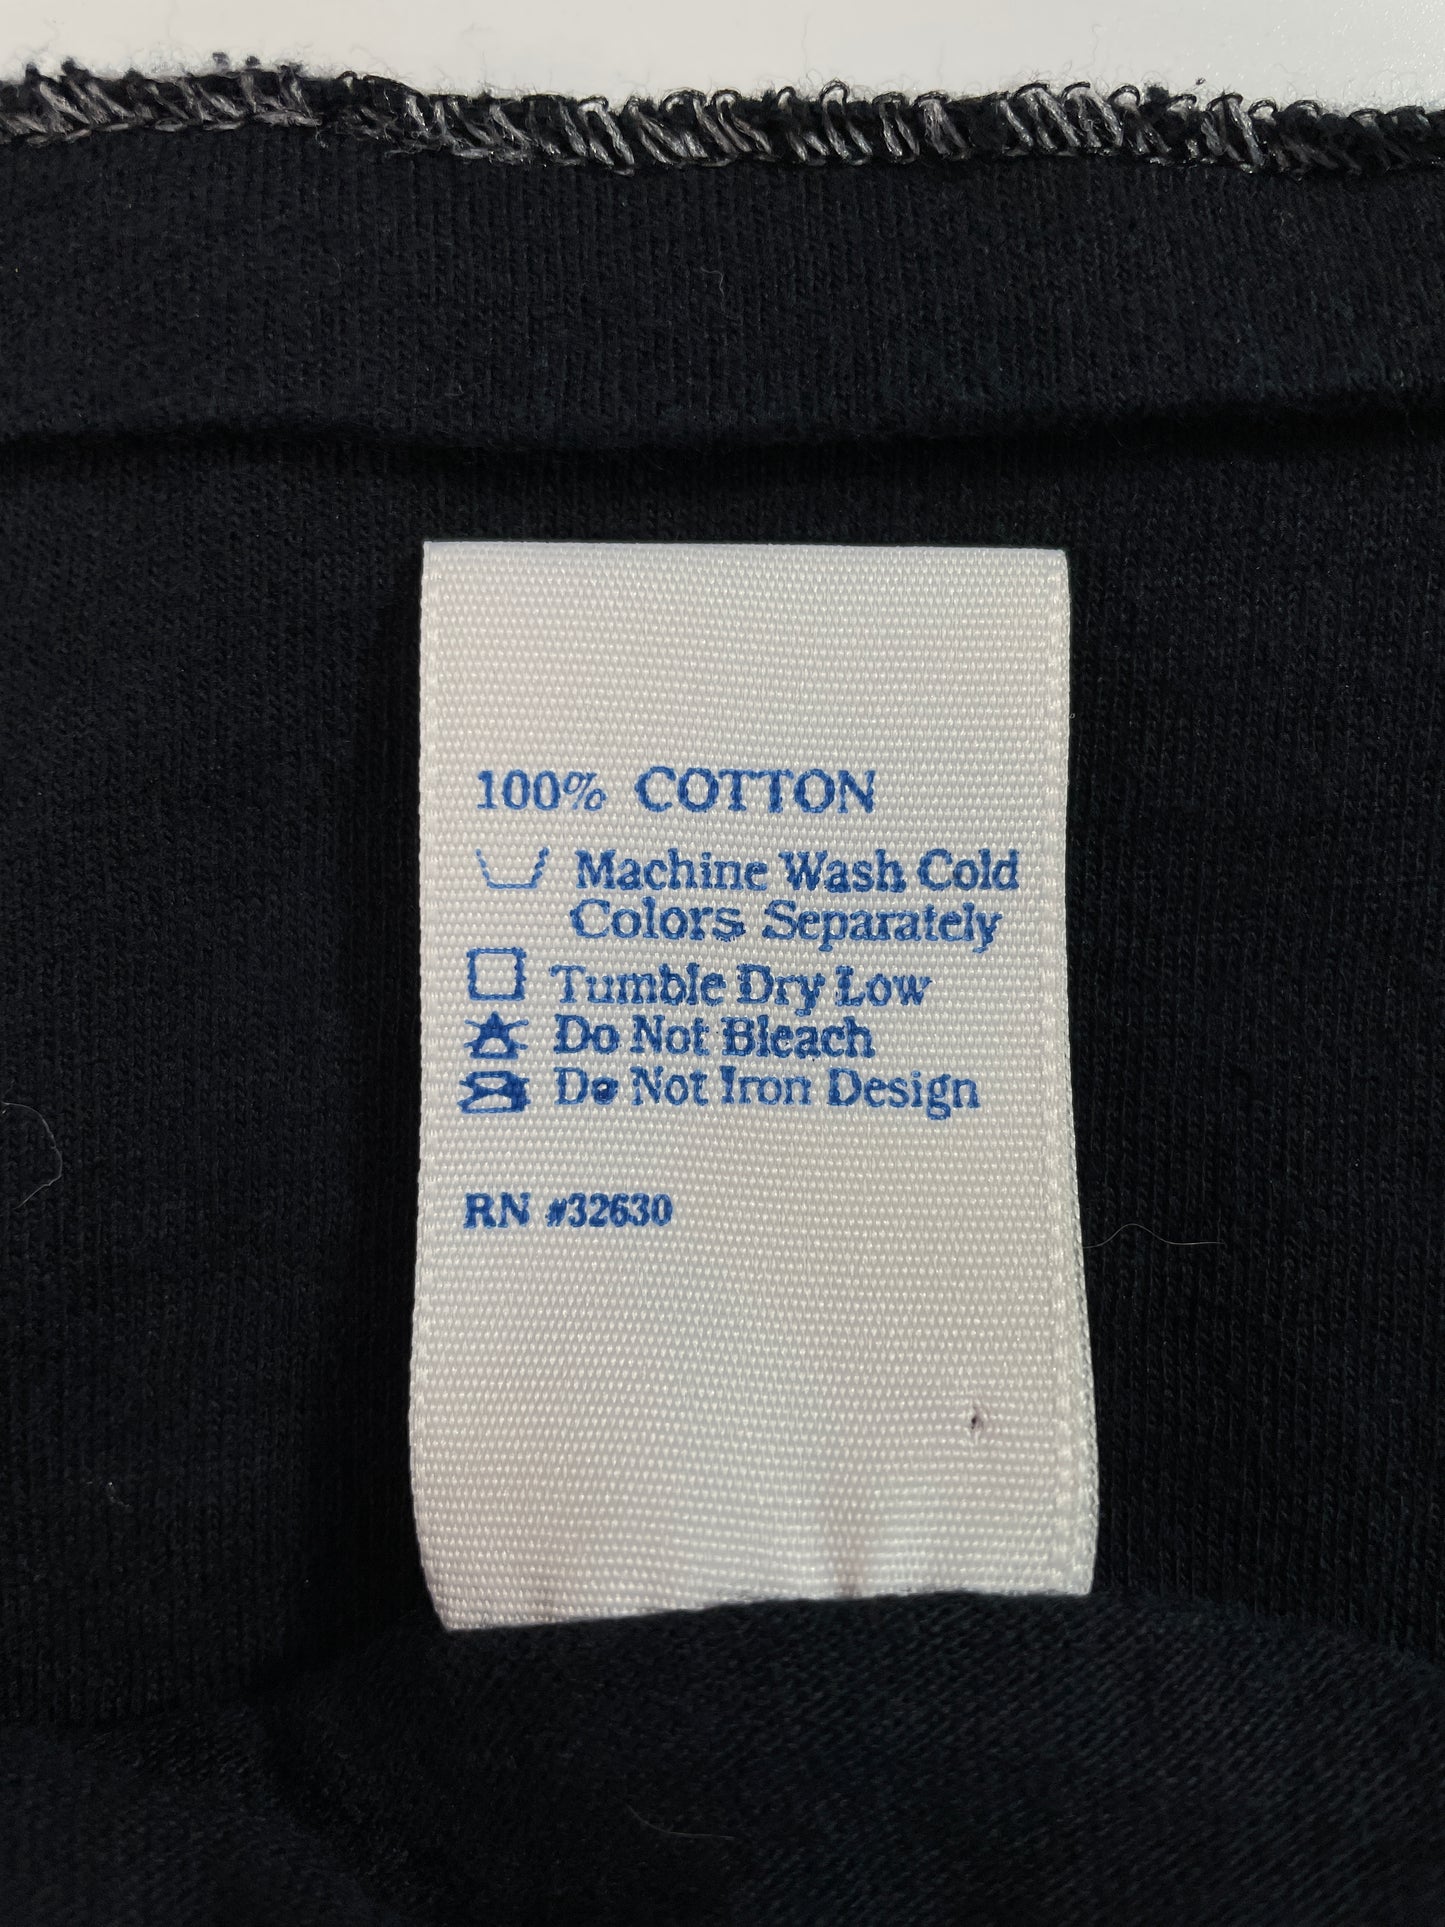 100% COTTON
Machine Wash Cold
Colors Separately
Tumble Dry Low
Do Not Bleach
Do Not Iron Design
RN #32630